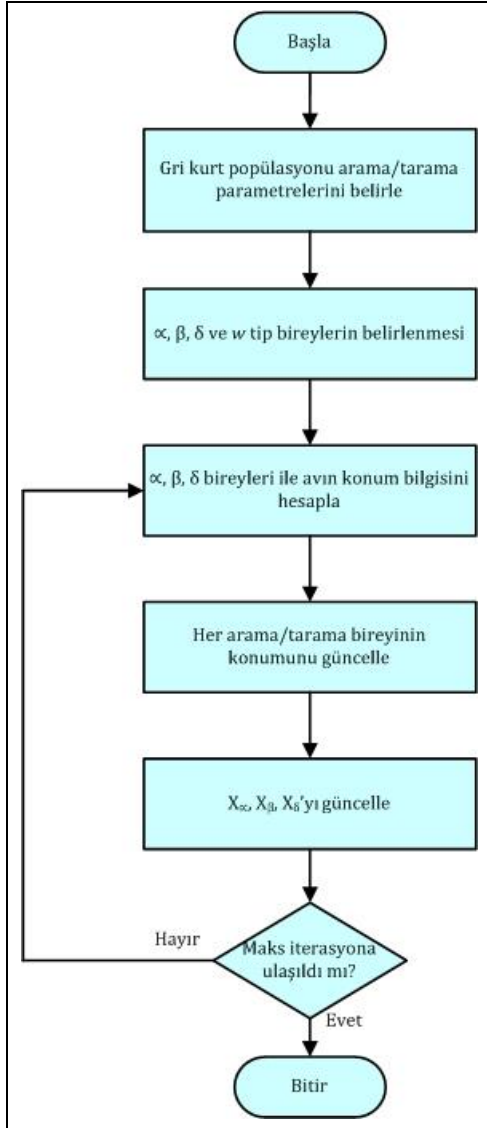 Başla
Gri kurt popülasyonu arama/tarama
parametrelerini belirle
∝, β, δ ve w tip bireylerin belirlenmesi
∝, β, δ bireyleri ile avın konum bilgisini
hesapla
Her arama/tarama bireyinin
konumunu güncelle
X∝, Xβ, Xδ'yı güncelle
Hayır
Maks iterasyona
ulaşıldı mı?
Evet
Bitir